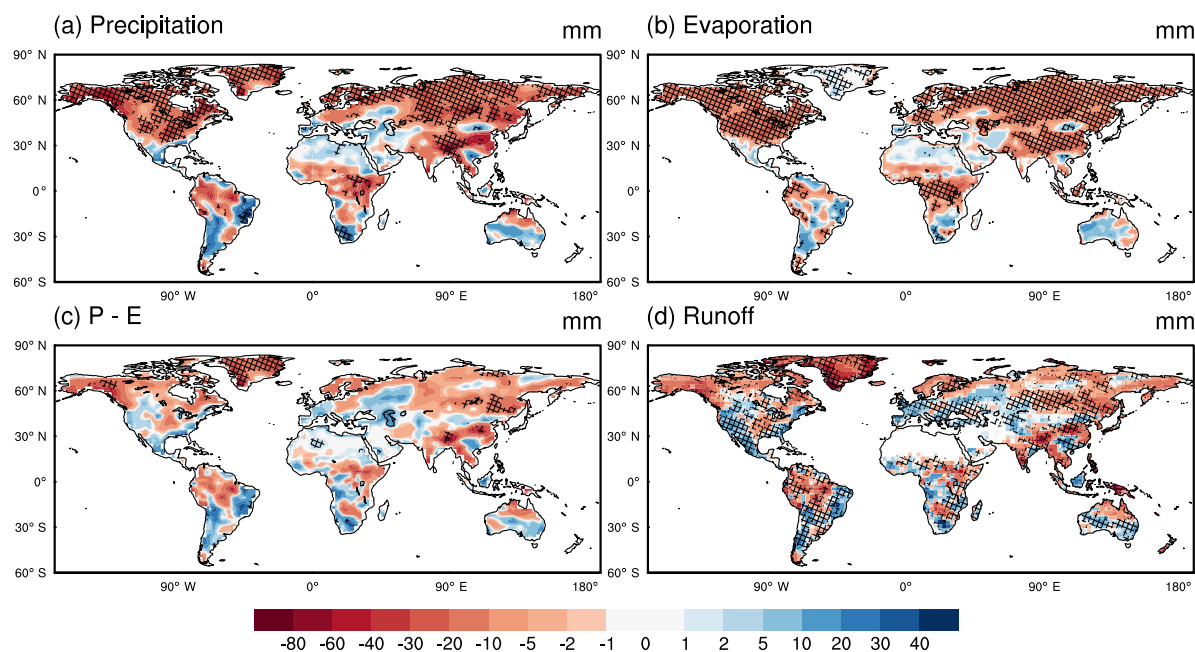 (a) Precipitation mm
(b) Evaporation mm
90° N
60° N
30° N
0°
30° S
60° S
90° W 0° 90° E 180°
90° N
60° N
30° N
0°
30° S
60° S
90° W 0° 90° E 180°
(c) P - E mm
(d) Runoff mm
90° N
60° N
30° N
0°
30° S
60° S
90° W 0° 90° E 180°
90° N
60° N
30° N
0°
30° S
60° S
90° W 0° 90° E 180°
-80 -60 -40 -30 -20 -10 -5 -2 -1 0 1 2 5 10 20 30 40